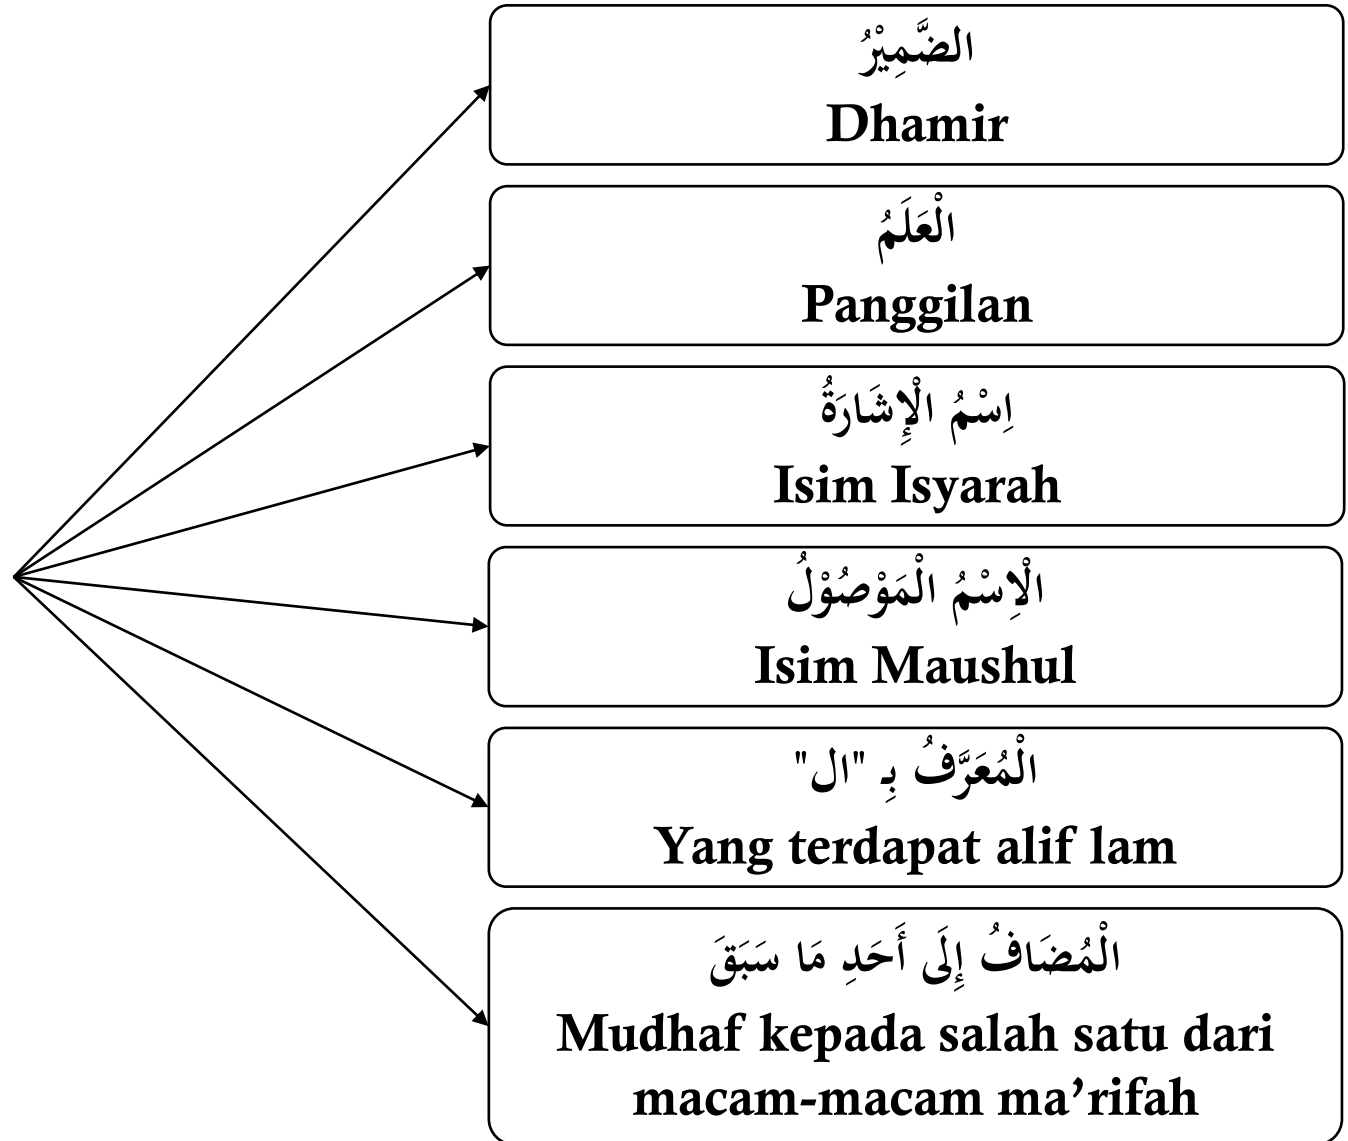 الضَّمِيْرُ
Dhamir
الْعَلَمُ
Panggilan
اِسْمُ الْإِشَارَةُ
Isim Isyarah
الْاِسْمُ الْمَوْصُوْلُ
Isim Maushul
الْمُعَرَّفُ بِـ "ال"
Yang terdapat alif lam
الْمُضَافُ إِلَى أَحَدِ مَا سَبَقَ
Mudhaf kepada salah satu dari
macam-macam ma’rifah